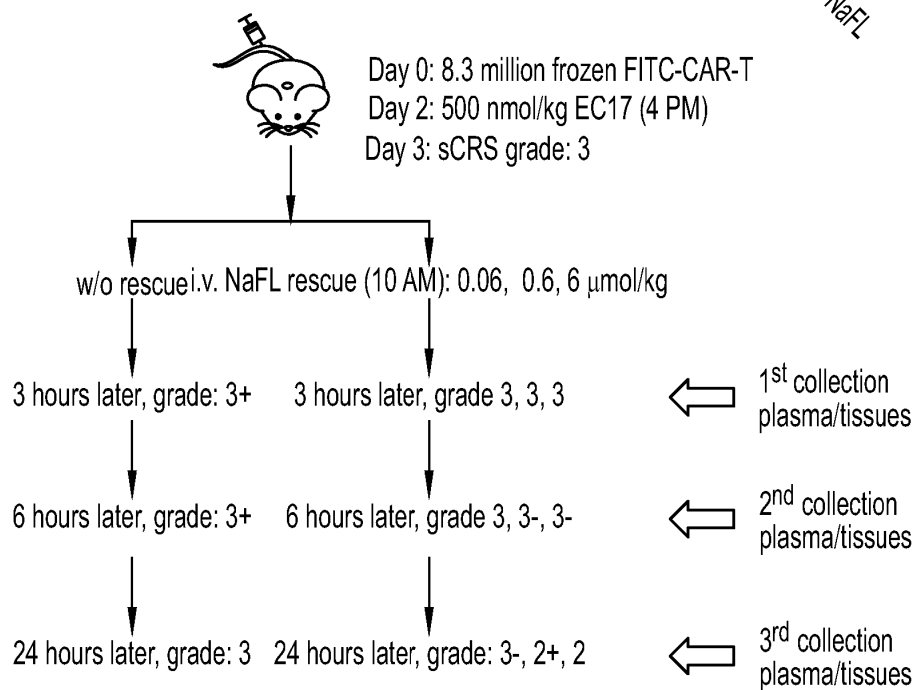 NaFL
Day 0: 8.3 million frozen FITC-CAR-T
Day 2: 500 nmol/kg EC17 (4 PM)
Day 3: sCRS grade: 3
w/o rescue
i.v. NaFL rescue (10 AM): 0.06, 0.6, 6 μmol/kg
3 hours later, grade: 3+
3 hours later, grade 3, 3, 3
1st collection
plasma/tissues
6 hours later, grade: 3+
6 hours later, grade 3, 3-, 3-
2nd collection
plasma/tissues
24 hours later, grade: 3
24 hours later, grade: 3-, 2+, 2
3rd collection
plasma/tissues